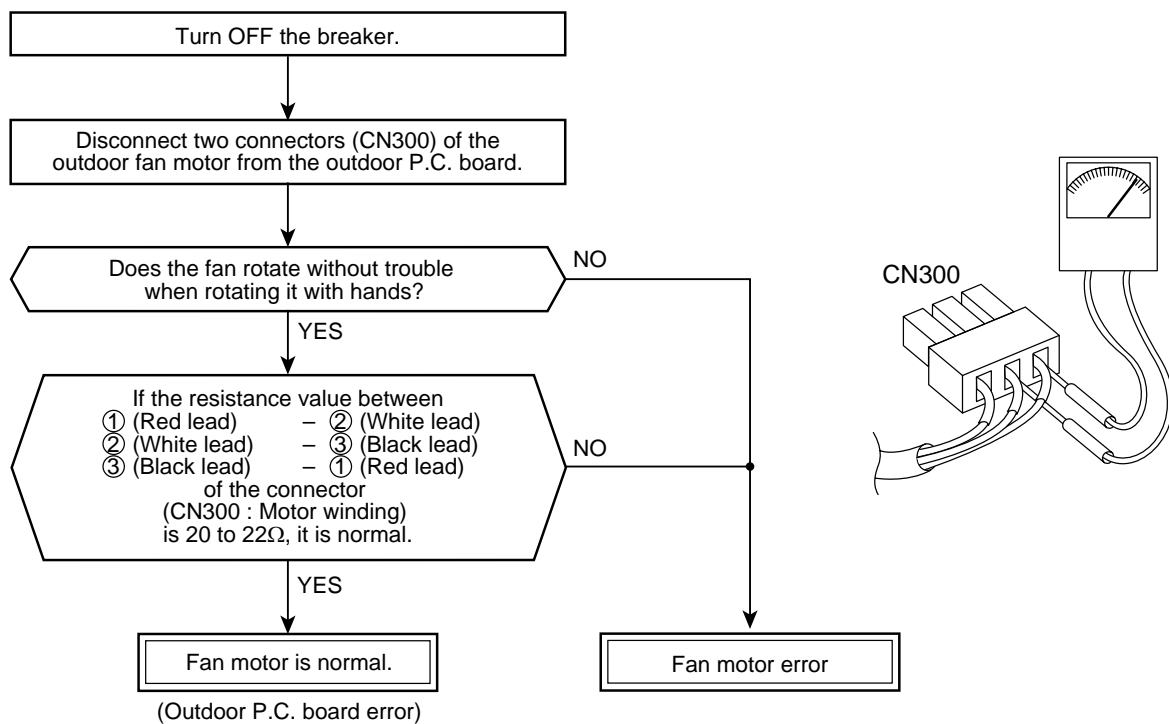 Turn OFF the breaker.
Disconnect two connectors (CN300) of the
outdoor fan motor from the outdoor P.C. board.
Does the fan rotate without trouble
when rotating it with hands?
NO
YES
CN300
If the resistance value between
① (Red lead) – ② (White lead)
② (White lead) – ③ (Black lead)
③ (Black lead) – ① (Red lead)
of the connector
(CN300 : Motor winding)
is 20 to 22Ω, it is normal.
NO
YES
Fan motor is normal.
(Outdoor P.C. board error)
Fan motor error